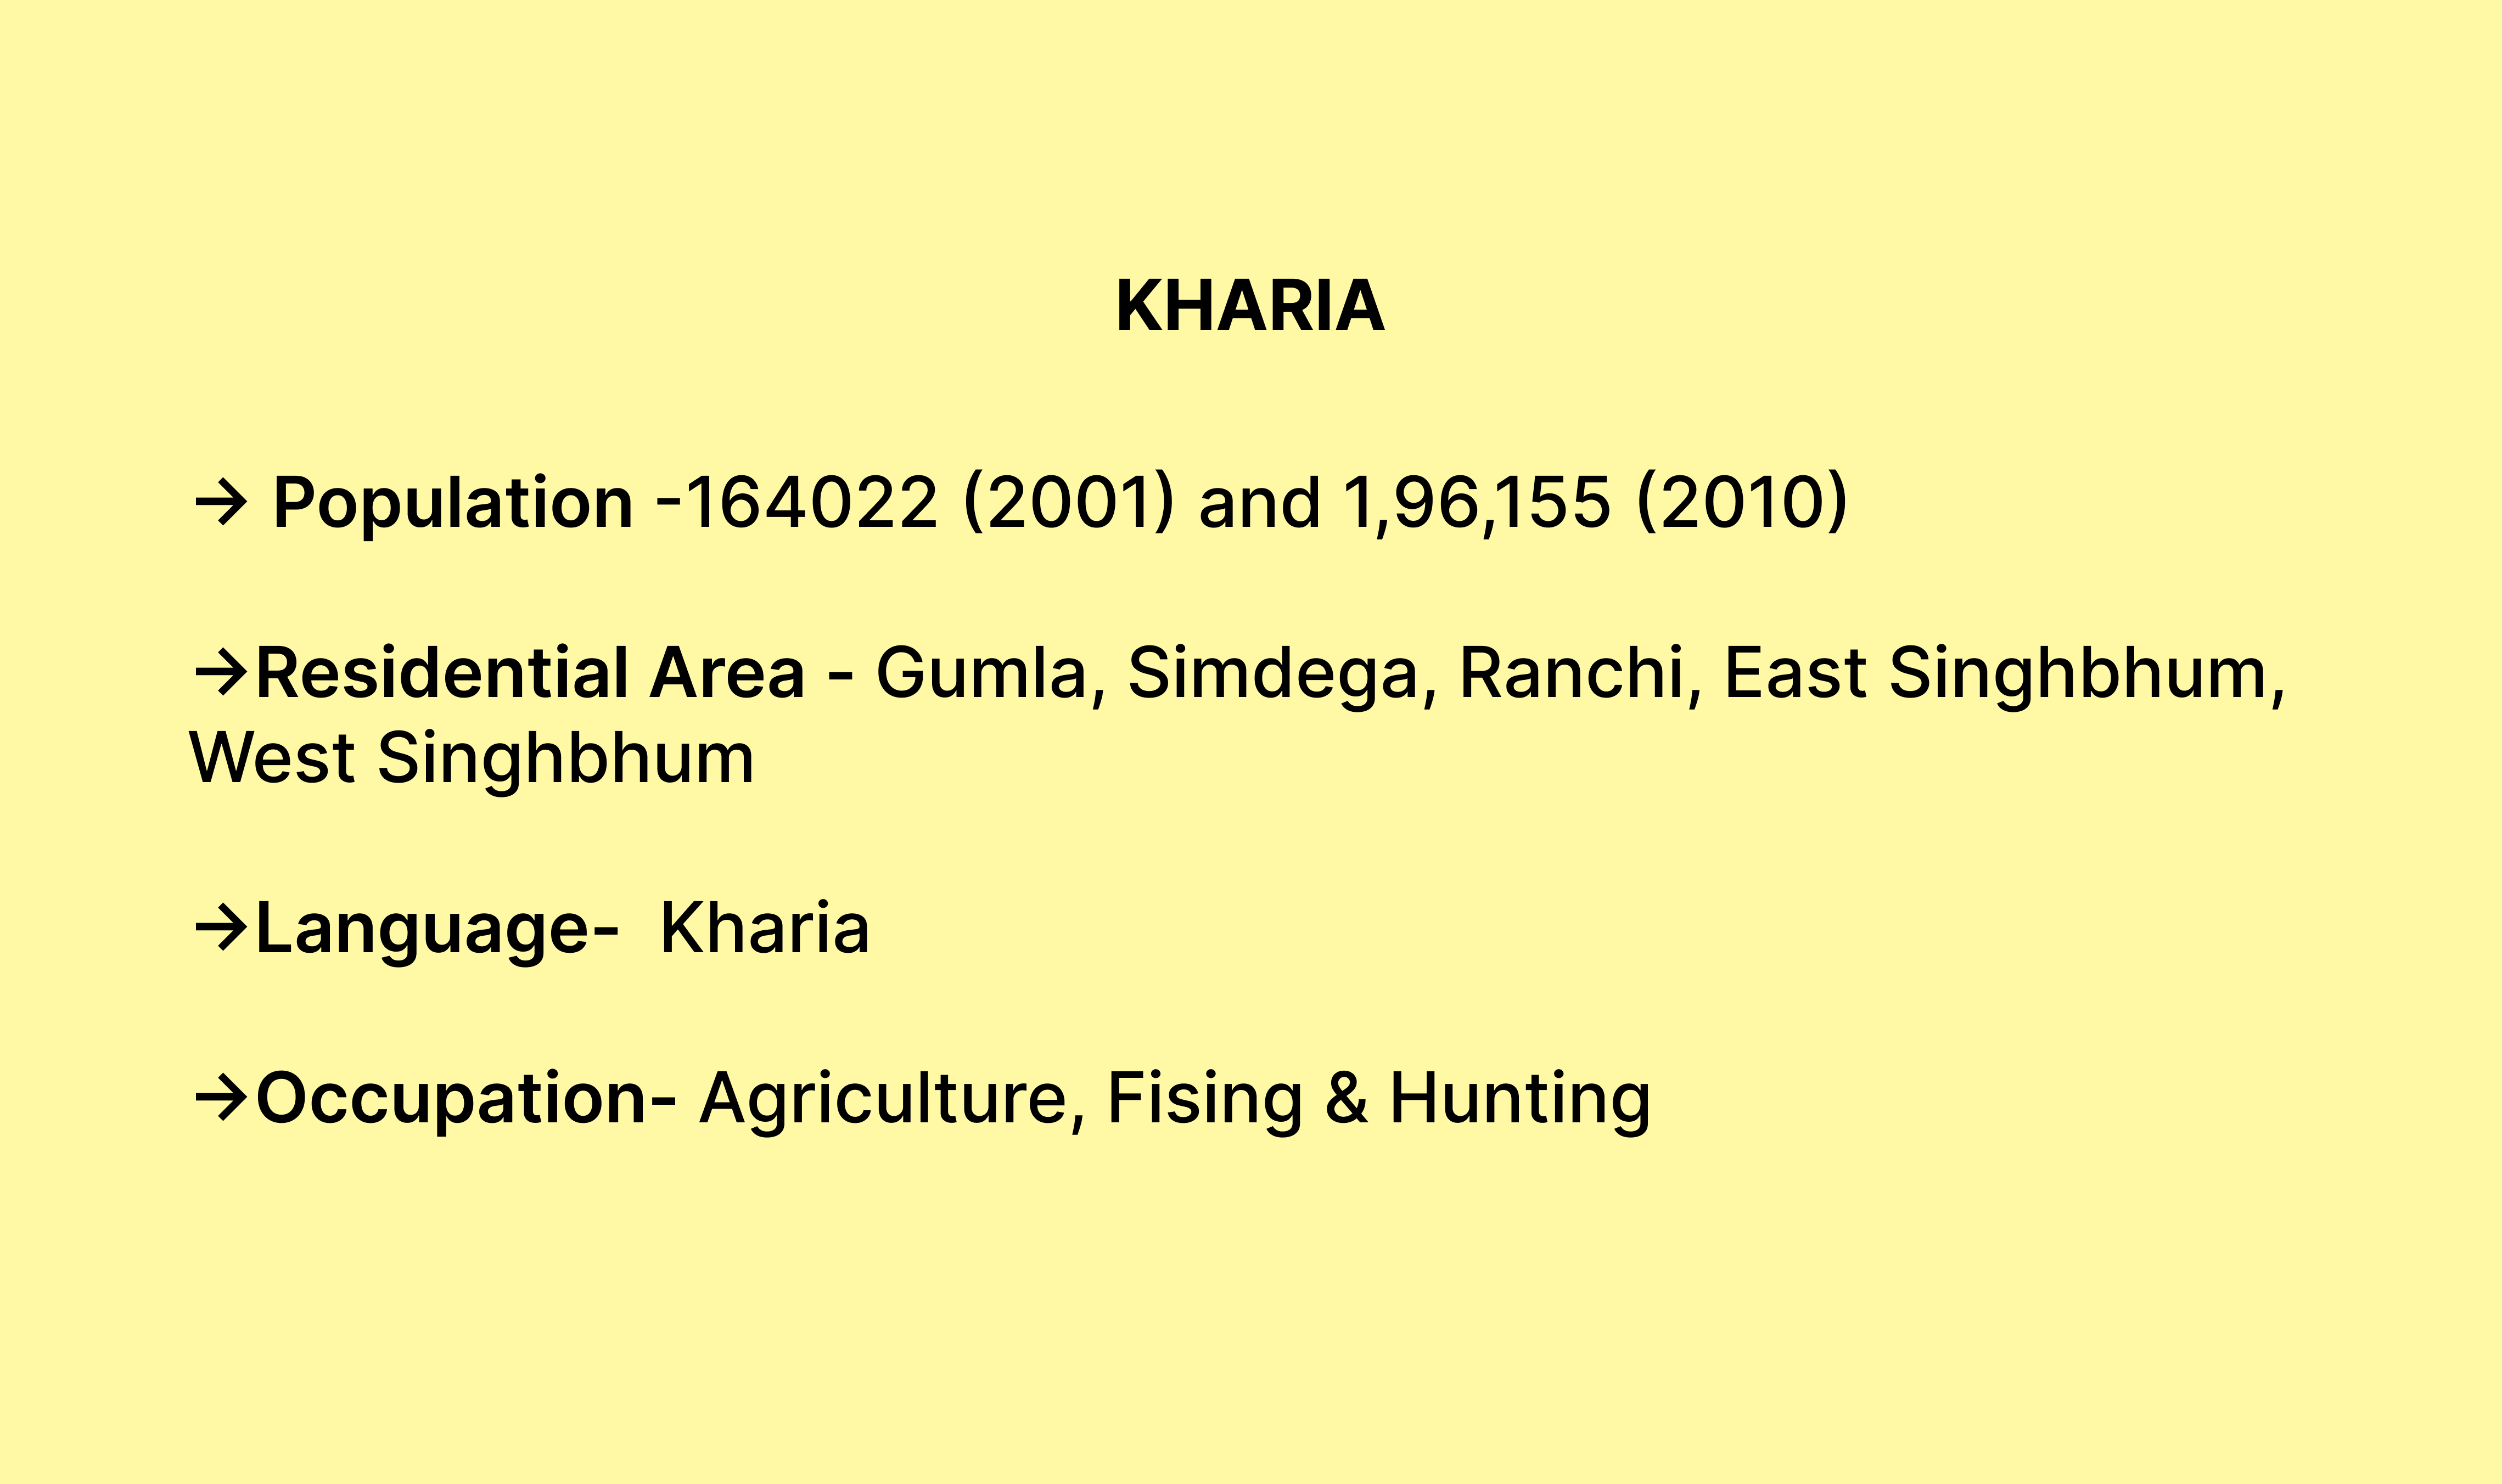 KHARIA
→ Population -164022 (2001) and 1,96,155 (2010)
→Residential Area - Gumla, Simdega, Ranchi, East Singhbhum,
West Singhbhum
→Language-  Kharia
→Occupation- Agriculture, Fising & Hunting